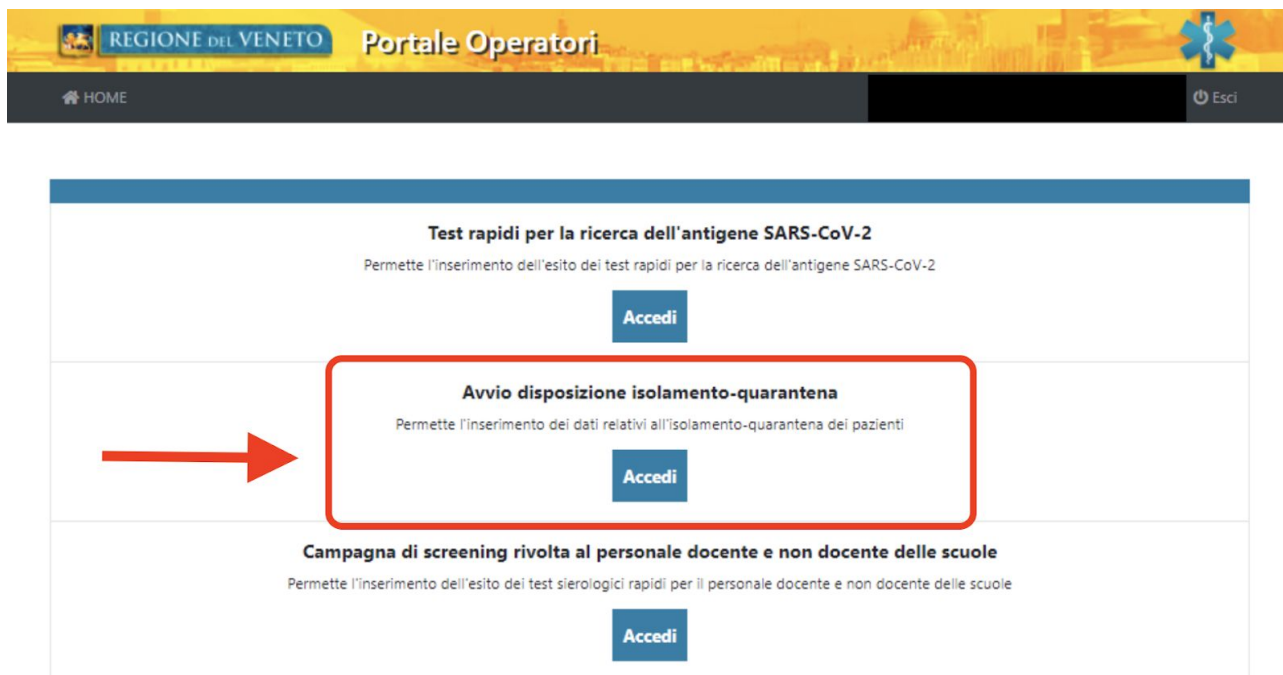 REGIONE DEL VENETO
Portale Operatori
HOME
Esci
Test rapidi per la ricerca dell'antigene SARS-CoV-2
Permette l'inserimento dell'esito dei test rapidi per la ricerca dell'antigene SARS-CoV-2
Accedi
Avvio disposizione isolamento-quarantena
Permette l'inserimento dei dati relativi all'isolamento-quarantena dei pazienti
Accedi
Campagna di screening rivolta al personale docente e non docente delle scuole
Permette l'inserimento dell'esito dei test sierologici rapidi per il personale docente e non docente delle scuole
Accedi